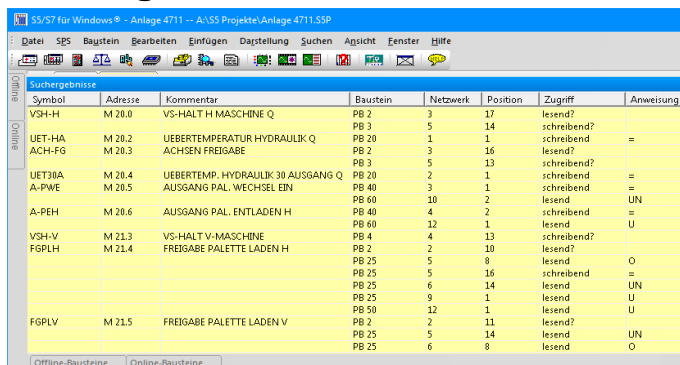 S5/S7 für Windows® - Anlage 4711 -- A:\S5 Projekte\Anlage 4711.S5P
Datei SPS Baustein Bearbeiten Einfügen Darstellung Suchen Ansicht Fenster Hilfe
Offline
Online
Suchergebnisse
Symbol Adresse Kommentar Baustein Netzwerk Position Zugriff Anweisung
VSH-H M 20.0 VS-HALT H MASCHINE Q PB 2 3 17 lesend?
PB 3 5 14 schreibend?
UET-HA M 20.2 UEBERTEMPERATUR HYDRAULIK Q PB 20 1 1 schreibend =
ACH-FG M 20.3 ACHSEN FREIGABE PB 2 3 16 lesend?
PB 3 5 13 schreibend?
UET30A M 20.4 UEBERTEMP. HYDRAULIK 30 AUSGANG Q PB 20 2 1 schreibend =
A-PWE M 20.5 AUSGANG PAL. WECHSEL EIN PB 40 3 1 schreibend =
PB 60 10 2 lesend UN
A-PEH M 20.6 AUSGANG PAL. ENTLADEN H PB 40 4 2 schreibend =
PB 60 12 1 lesend U
VSH-V M 21.3 VS-HALT V-MASCHINE PB 4 4 13 schreibend?
FGPLH M 21.4 FREIGABE PALETTE LADEN H PB 2 2 10 lesend?
PB 25 5 8 lesend O
PB 25 5 16 schreibend =
PB 25 6 14 lesend UN
PB 25 9 1 lesend U
PB 50 12 1 lesend U
FGPLV M 21.5 FREIGABE PALETTE LADEN V PB 2 2 11 lesend?
PB 25 5 14 lesend UN
PB 25 6 8 lesend O
Offline-Bausteine Online-Bausteine